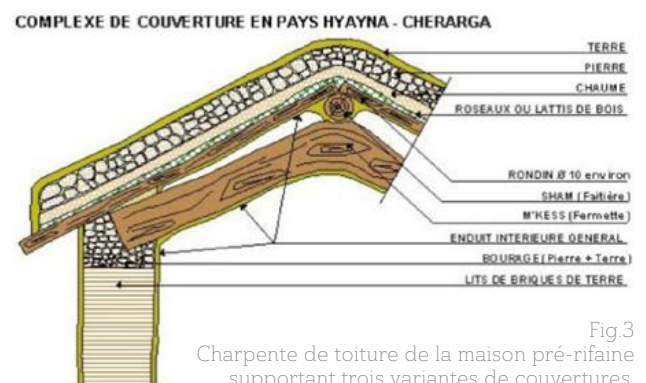 COMPLEXE DE COUVERTURE EN PAYS HYAYNA - CHERARGA
TERRE
PIERRE
CHAUME
ROSEAUX OU LATTIS DE BOIS
RONDIN Ø 10 environ
SHAM (Faitière)
M'KESS (Fermette)
ENDUIT INTERIEURE GENERAL
BOURAGE (Pierre + Terre)
LITS DE BRIQUES DE TERRE
Fig.3
Charpente de toiture de la maison pré-rifaine
supportant trois variantes de couvertures.